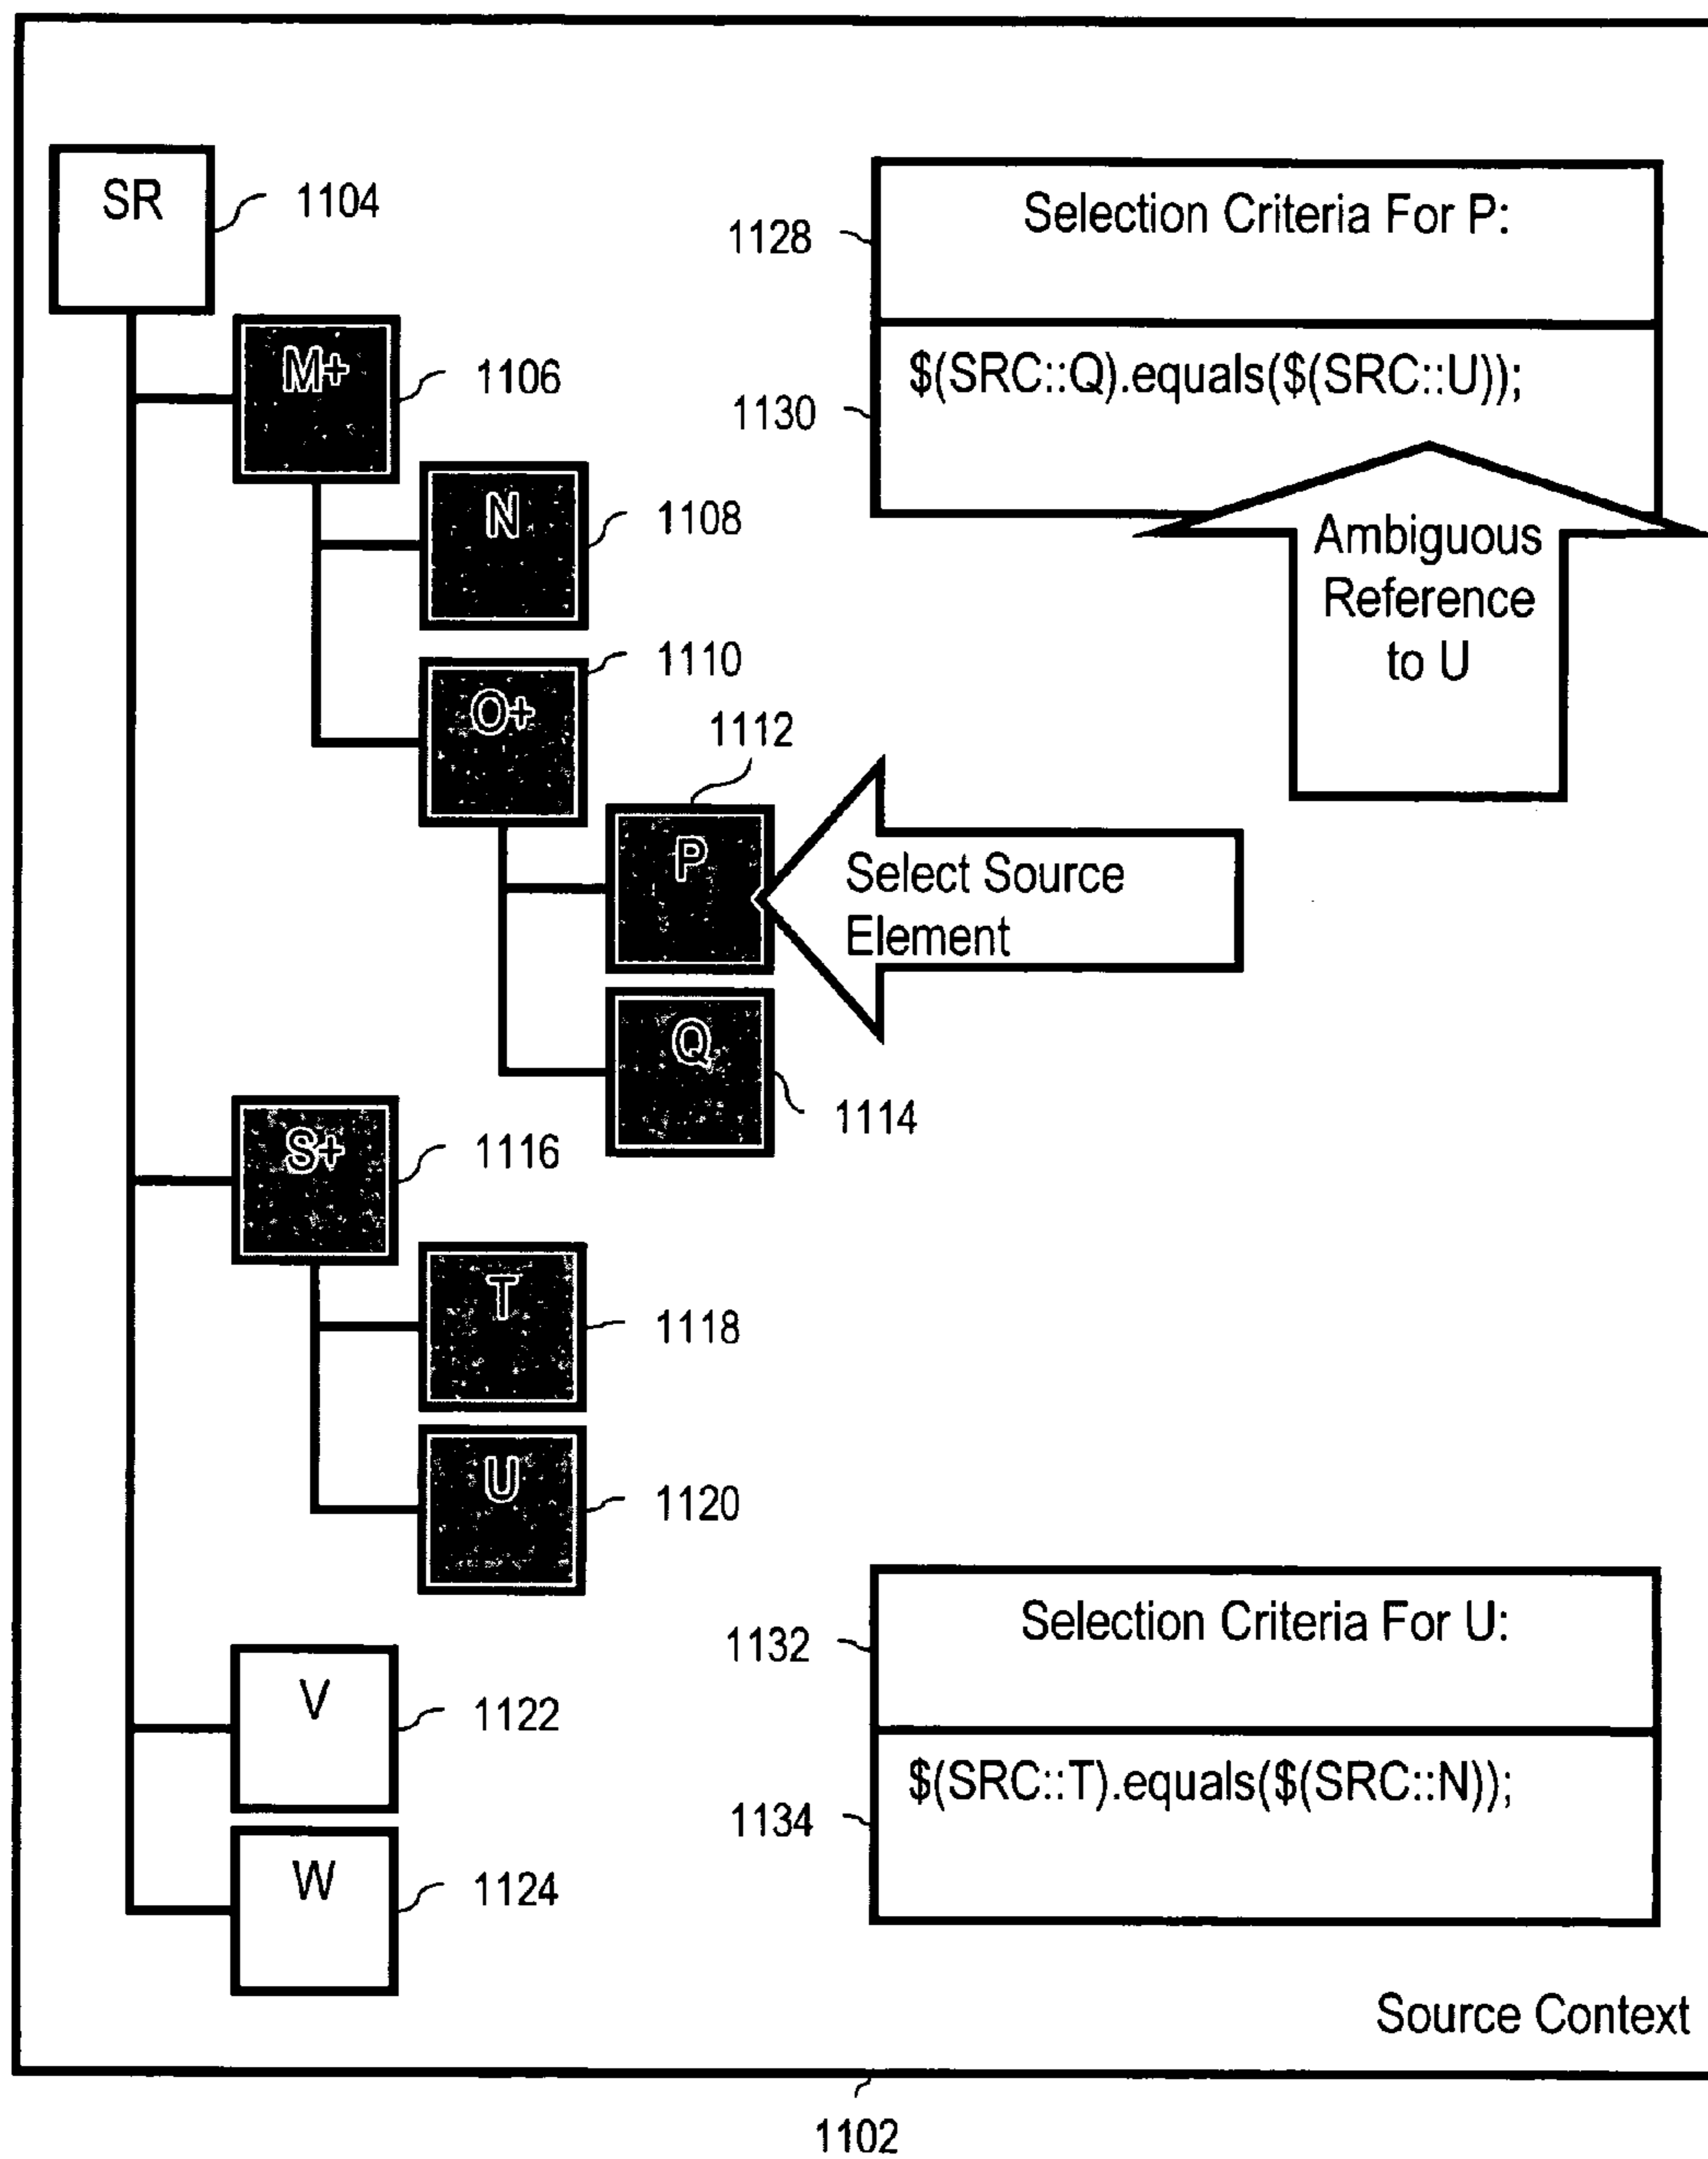 SR
1104
M+
1106
N
1108
O+
1110
P
1112
Q
1114
S+
1116
T
1118
U
1120
V
1122
W
1124
1128
Selection Criteria For P:
1130
$(SRC::Q).equals($(SRC::U));
Ambiguous
Reference
to U
Select Source
Element
1132
Selection Criteria For U:
1134
$(SRC::T).equals($(SRC::N));
Source Context
1102